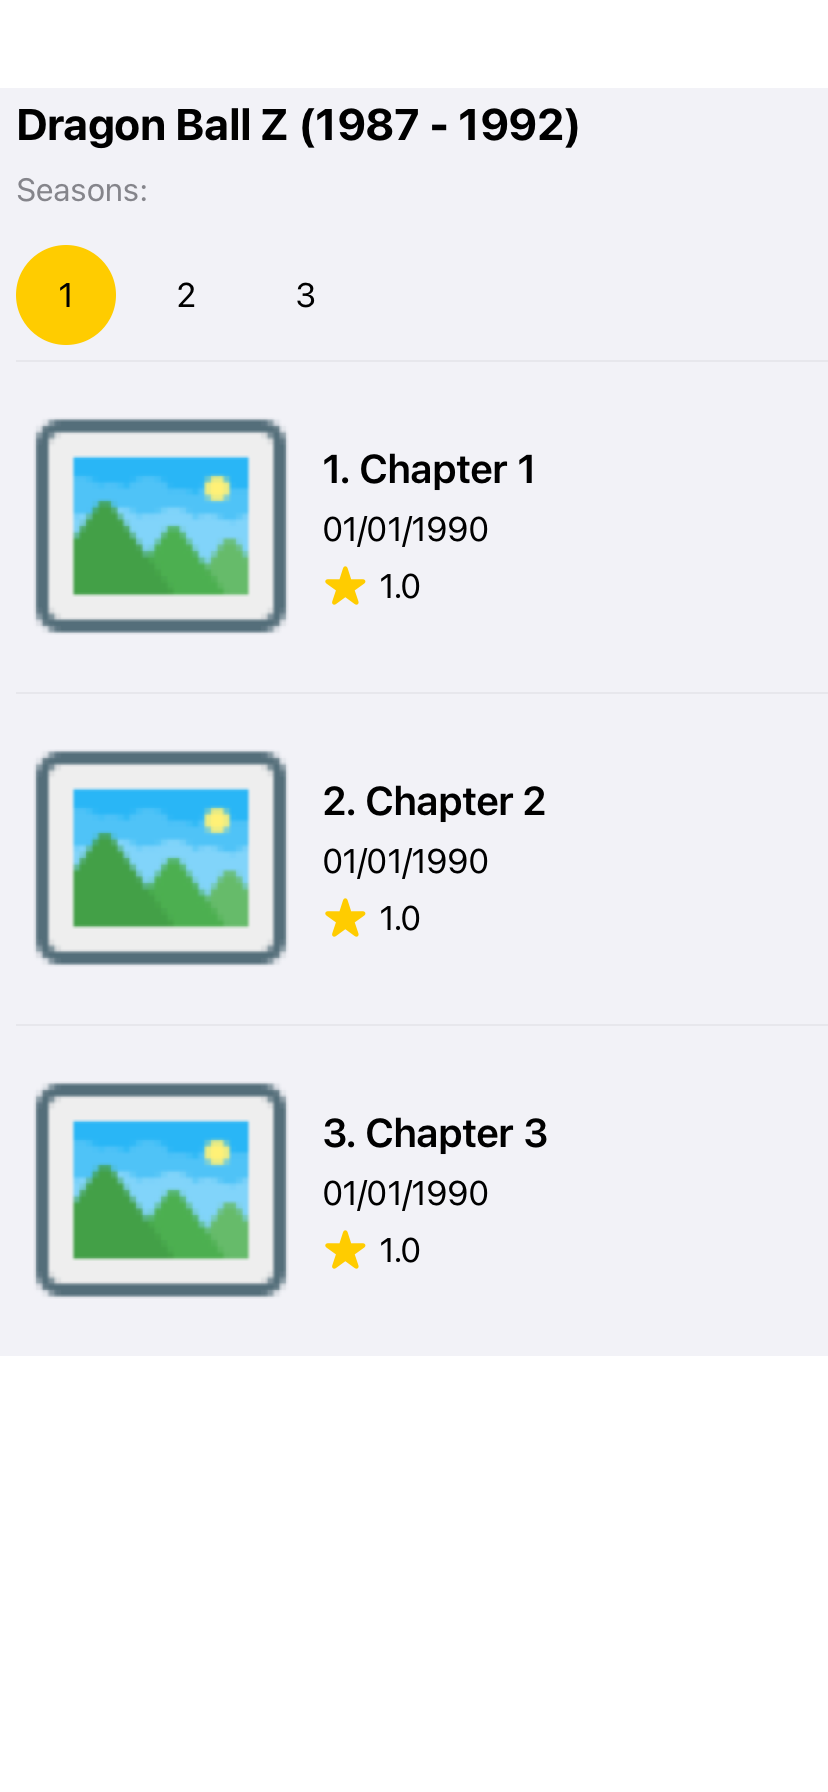 Dragon Ball Z (1987 - 1992)
Seasons:
1 2 3
1. Chapter 1
01/01/1990
1.0
2. Chapter 2
01/01/1990
1.0
3. Chapter 3
01/01/1990
1.0